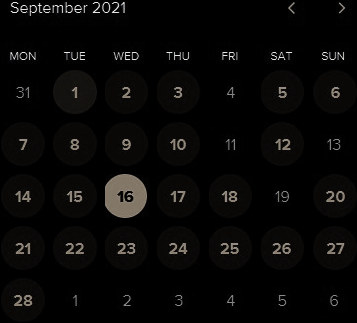 September 2021
MON TUE WED THU FRI SAT SUN
31 1 2 3 4 5 6
7 8 9 10 11 12 13
14 15 16 17 18 19 20
21 22 23 24 25 26 27
28 1 2 3 4 5 6